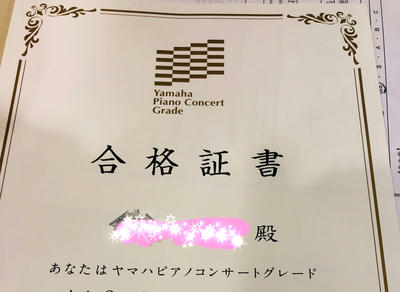 Yamaha
Piano Concert
Grade
合格証書
殿
あなたはヤマハピアノコンサートグレード
S・A・B・C